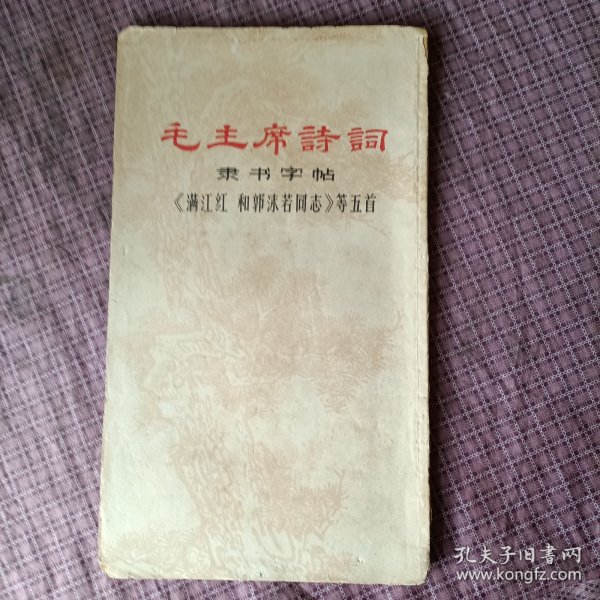 毛主席詩詞
隶书字帖
《满江红 和郭沫若同志》等五首
孔夫子旧书网
www.kongfz.com